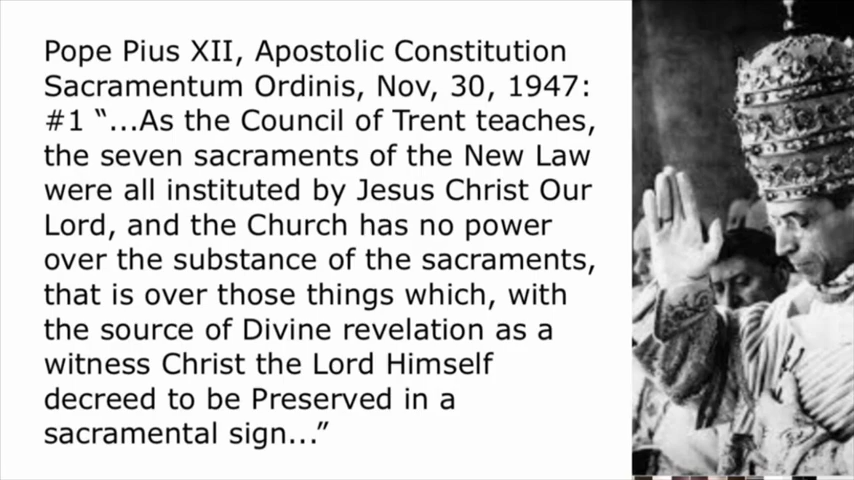 Pope Pius XII, Apostolic Constitution
Sacramentum Ordinis, Nov, 30, 1947:
#1 “...As the Council of Trent teaches,
the seven sacraments of the New Law
were all instituted by Jesus Christ Our
Lord, and the Church has no power
over the substance of the sacraments,
that is over those things which, with
the source of Divine revelation as a
witness Christ the Lord Himself
decreed to be Preserved in a
sacramental sign...”